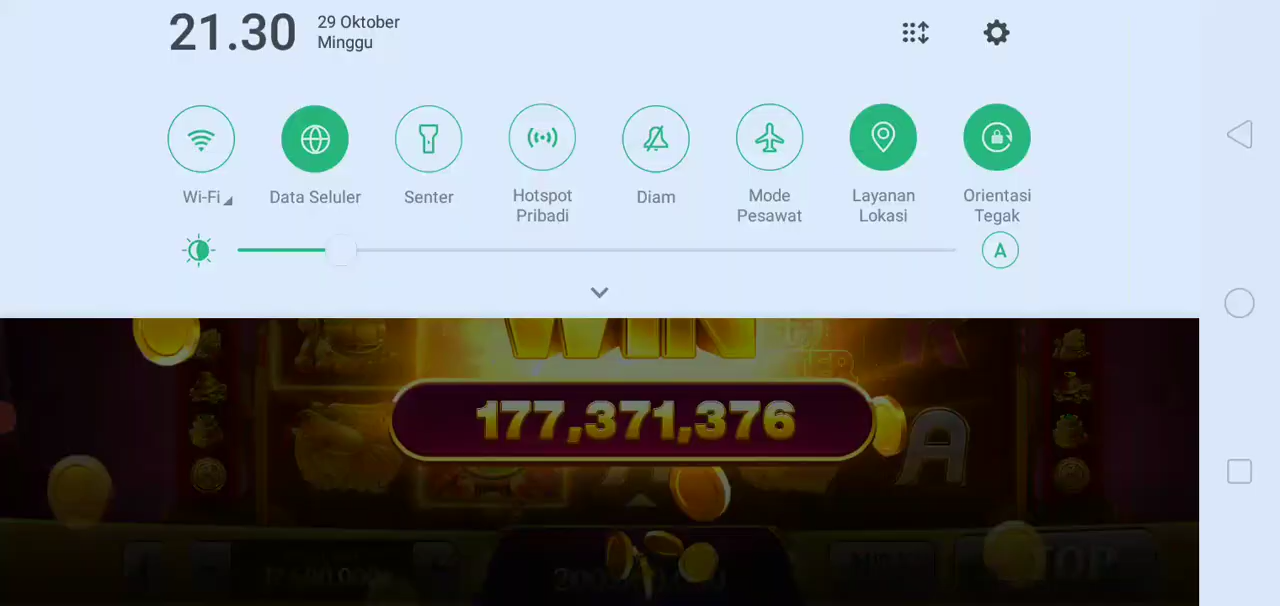 21.30
29 Oktober
Minggu
Wi-Fi
Data Seluler
Senter
Hotspot
Pribadi
Diam
Mode
Pesawat
Layanan
Lokasi
Orientasi
Tegak
A
WIN
177,371,376
A